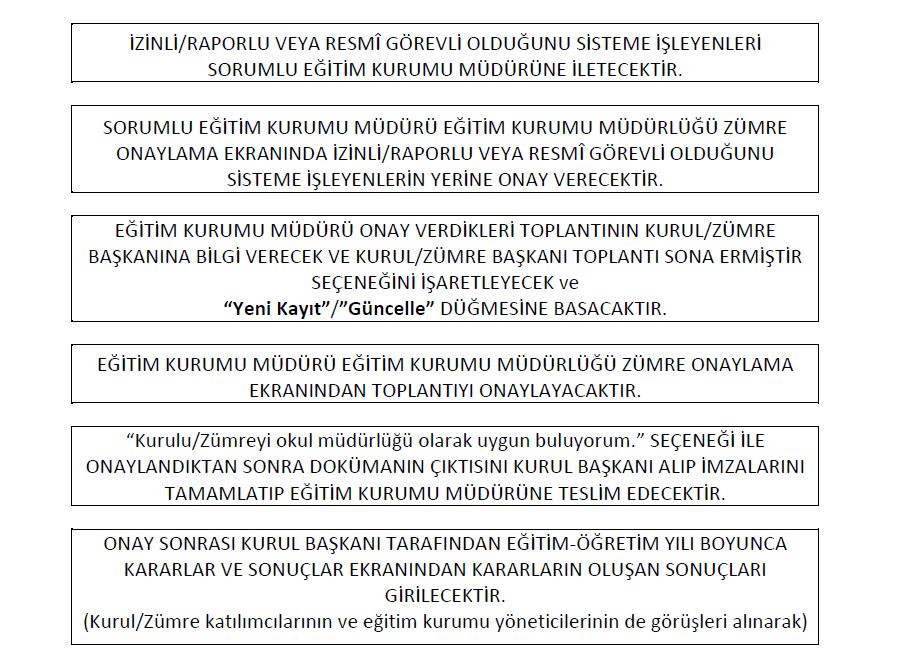 İZİNLİ/RAPORLU VEYA RESMÎ GÖREVLİ OLDUĞUNU SİSTEME İŞLEYENLERİ
SORUMLU EĞİTİM KURUMU MÜDÜRÜNE İLETECEKTİR.
SORUMLU EĞİTİM KURUMU MÜDÜRÜ EĞİTİM KURUMU MÜDÜRLÜĞÜ ZÜMRE
ONAYLAMA EKRANINDA İZİNLİ/RAPORLU VEYA RESMÎ GÖREVLİ OLDUĞUNU
SİSTEME İŞLEYENLERİN YERİNE ONAY VERECEKTİR.
EĞİTİM KURUMU MÜDÜRÜ ONAY VERDİKLERİ TOPLANTININ KURUL/ZÜMRE
BAŞKANINA BİLGİ VERECEK VE KURUL/ZÜMRE BAŞKANI TOPLANTI SONA ERMİŞTİR
SEÇENEĞİNİ İŞARETLEYECEK ve
“Yeni Kayıt”/”Güncelle” DÜĞMESİNE BASACAKTIR.
EĞİTİM KURUMU MÜDÜRÜ EĞİTİM KURUMU MÜDÜRLÜĞÜ ZÜMRE ONAYLAMA
EKRANINDAN TOPLANTIYI ONAYLAYACAKTIR.
“Kurulu/Zümreyi okul müdürlüğü olarak uygun buluyorum.” SEÇENEĞİ İLE
ONAYLANDIKTAN SONRA DOKÜMANIN ÇIKTISINI KURUL BAŞKANI ALIP İMZALARINI
TAMAMLATIP EĞİTİM KURUMU MÜDÜRÜNE TESLİM EDECEKTİR.
ONAY SONRASI KURUL BAŞKANI TARAFINDAN EĞİTİM-ÖĞRETİM YILI BOYUNCA
KARARLAR VE SONUÇLAR EKRANINDAN KARARLARIN OLUŞAN SONUÇLARI
GİRİLECEKTİR.
(Kurul/Zümre katılımcılarının ve eğitim kurumu yöneticilerinin de görüşleri alınarak)